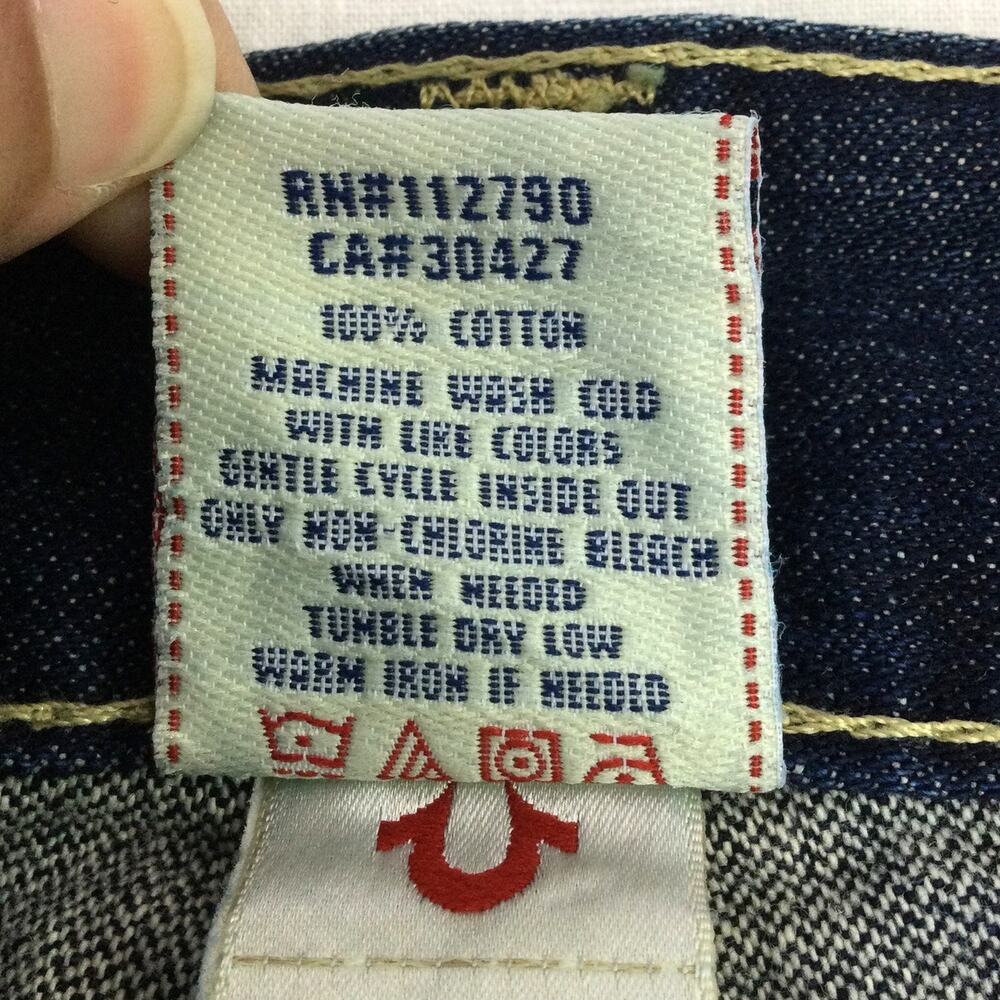 RN#112790
CA#30427
100% COTTON
MACHINE WASH COLD
WITH LIKE COLORS
GENTLE CYCLE INSIDE OUT
ONLY NON-CHLORINE BLEACH
WHEN NEEDED
TUMBLE DRY LOW
WARM IRON IF NEEDED